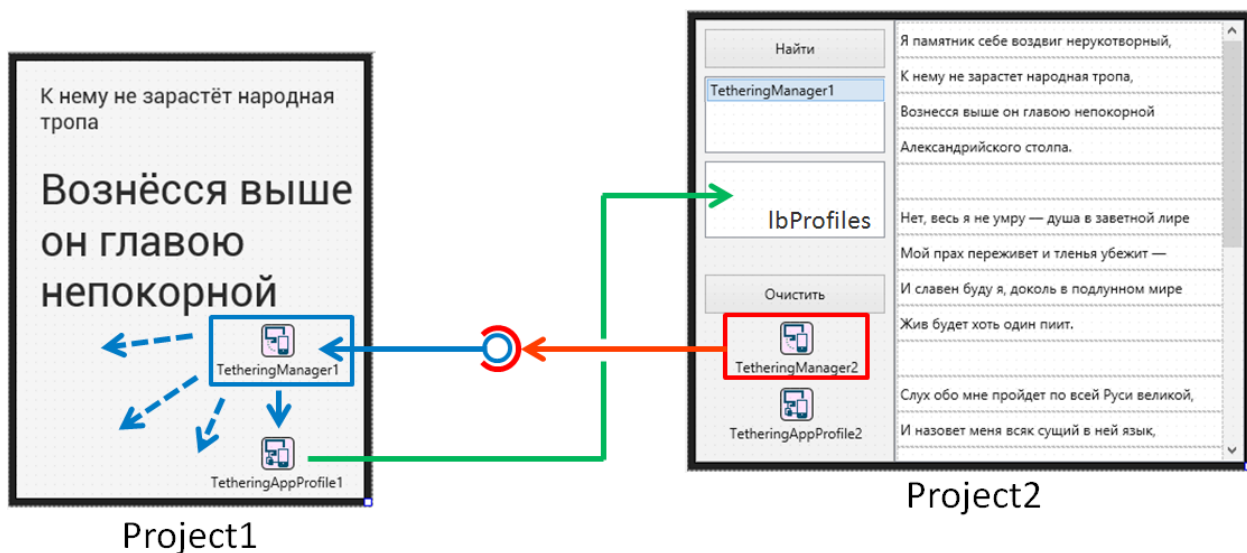 К нему не зарастёт народная
тропа
Вознёсся выше
он главою
непокорной
TetheringManager1
TetheringAppProfile1
Project1
Найти
TetheringManager1
lbProfiles
Очистить
TetheringManager2
TetheringAppProfile2
Я памятник себе воздвиг нерукотворный,
К нему не зарастет народная тропа,
Вознесся выше он главою непокорной
Александрийского столпа.
Нет, весь я не умру — душа в заветной лире
Мой прах переживет и тленья убежит —
И славен буду я, доколь в подлунном мире
Жив будет хоть один пиит.
Слух обо мне пройдет по всей Руси великой,
И назовет меня всяк сущий в ней язык,
Project2